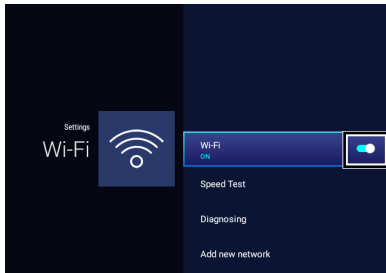 Settings
Wi-Fi
Wi-Fi
ON
Speed Test
Diagnosing
Add new network